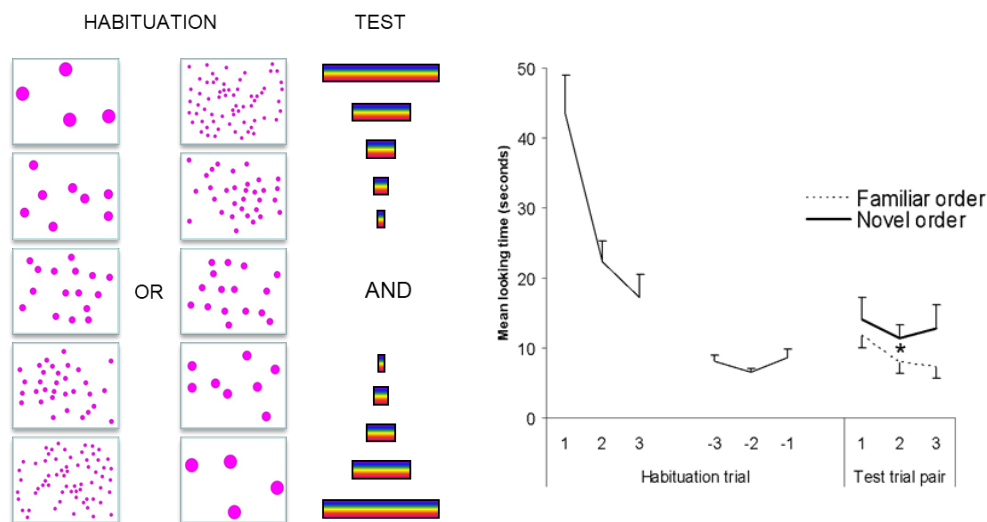 HABITUATION
TEST
OR
AND
Mean looking time (seconds)
50
40
30
20
10
0
Familiar order
Novel order
*
1 2 3 -3 -2 -1 1 2 3
Habituation trial
Test trial pair